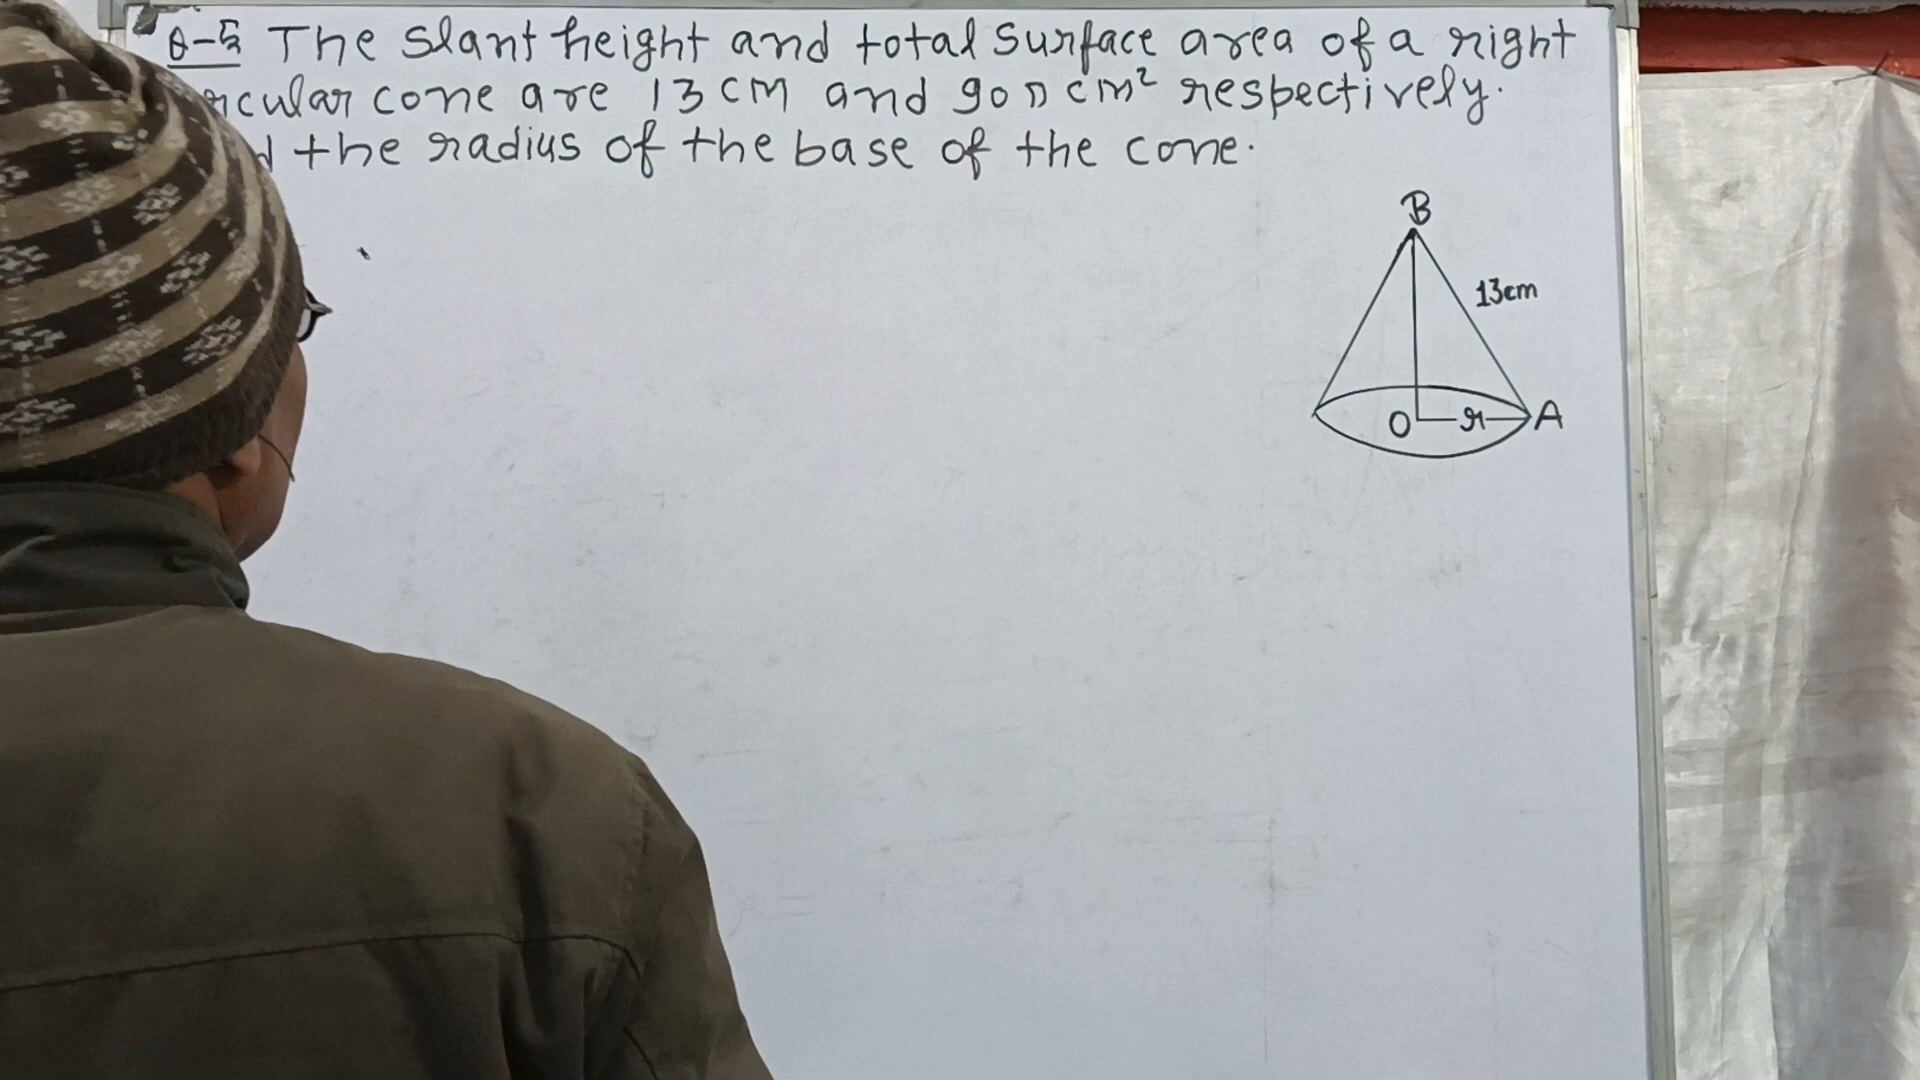 Q-5 The slant height and total surface area of a right
rcular cone are 13 cm and 90π cm² respectively.
d the radius of the base of the cone.
B
13cm
O r A